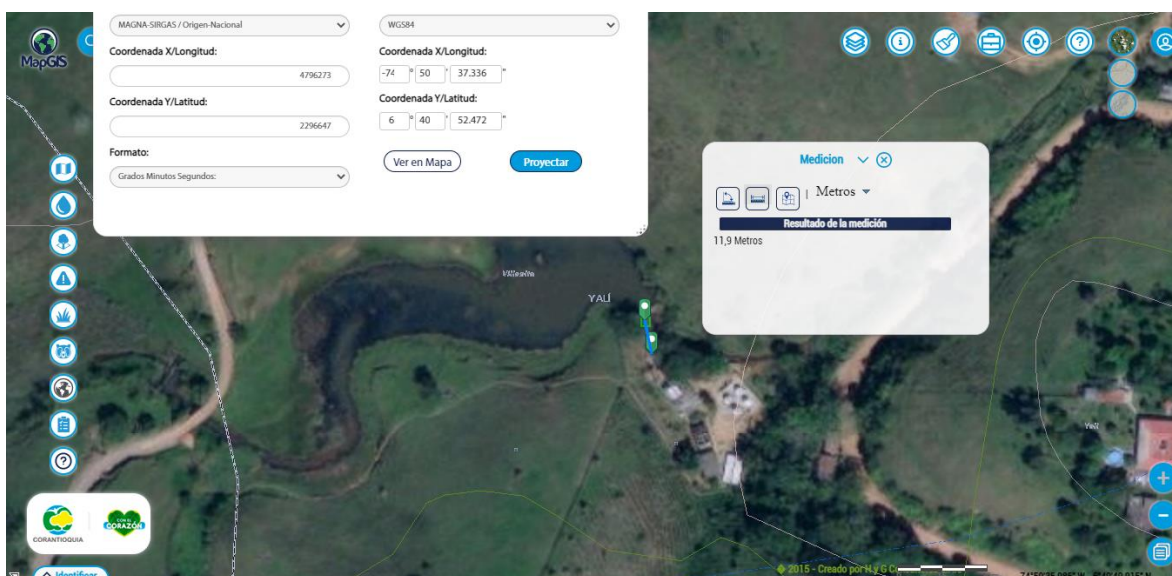 MAGNA-SIRGAS / Origen-Nacional
WGS84
Coordenada X/Longitud:
4796273
Coordenada X/Longitud:
-74 ° 50 ' 37.336 "
Coordenada Y/Latitud:
2296647
Coordenada Y/Latitud:
6 ° 40 ' 52.472 "
Formato:
Grados Minutos Segundos:
Ver en Mapa
Proyectar
MapGIS
Medicion
| Metros
Resultado de la medición
11,9 Metros
YALÍ
Yalí
CORANTIOQUIA
CON EL CORAZÓN
Identificar
2015 - Creado por H y G